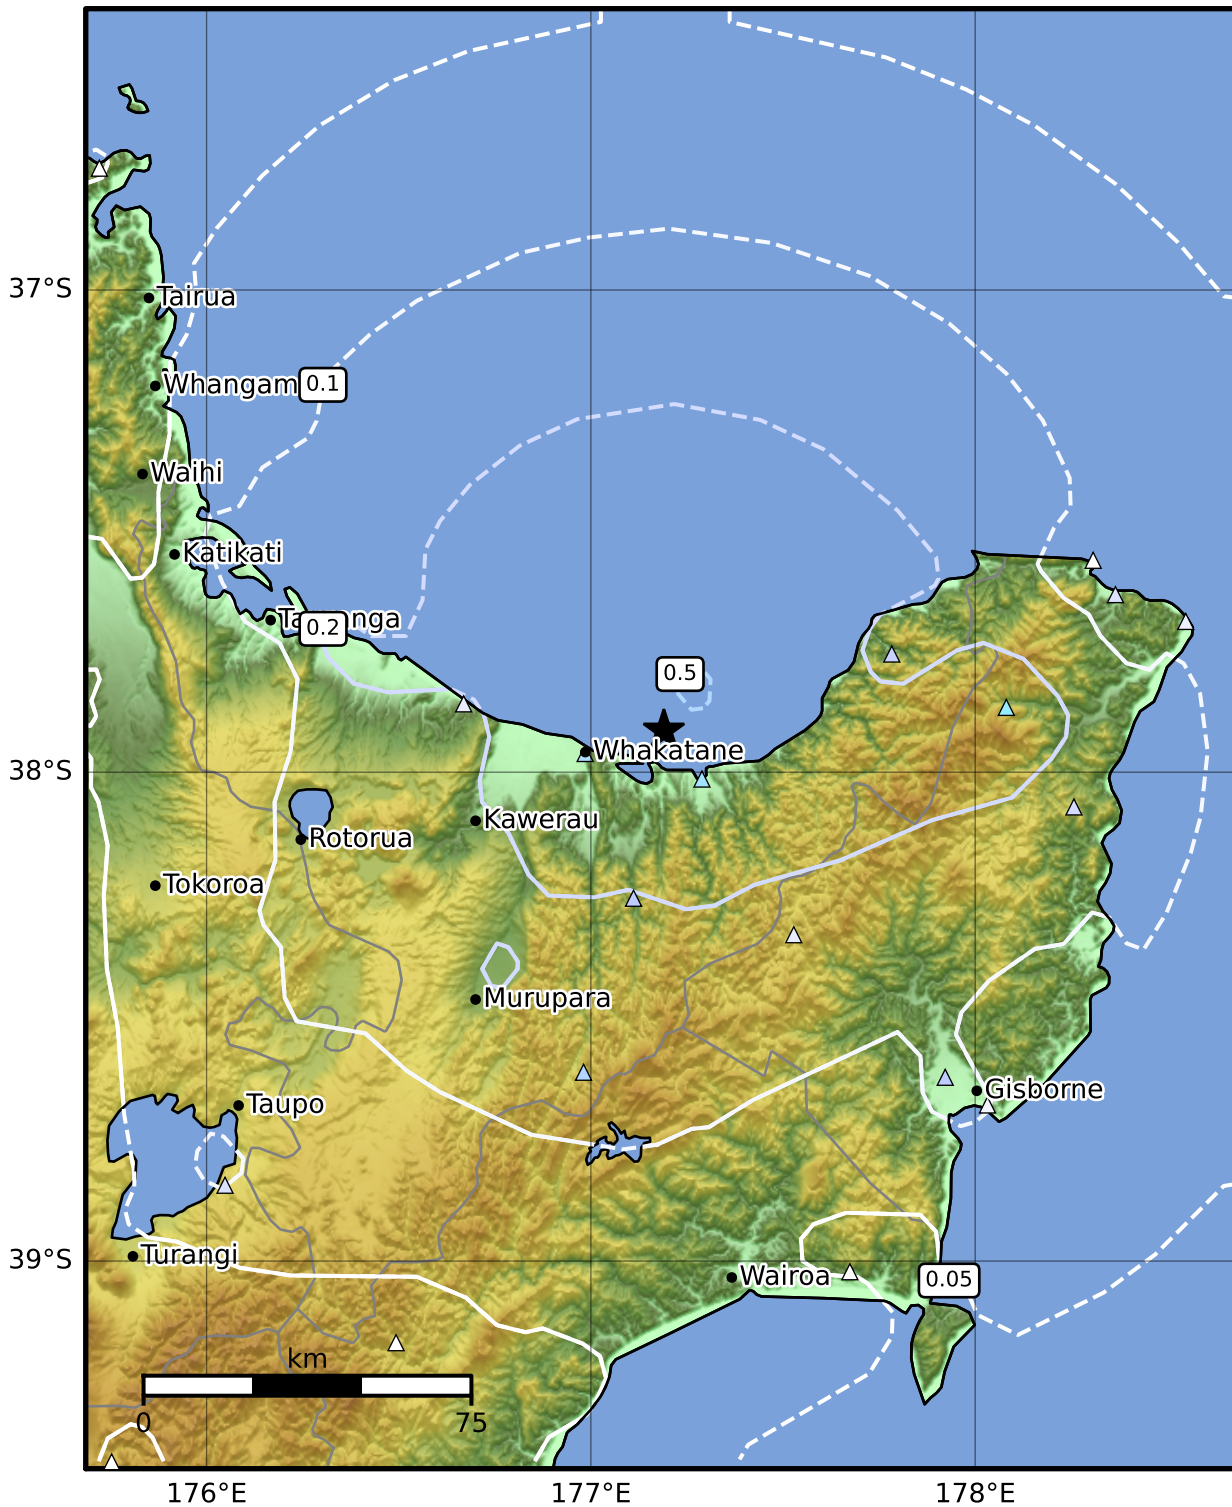 37°S
Tairua
Whangam
0.1
Waihi
Katikati
0.2
0.5
Whakatane
38°S
Kawerau
Rotorua
Tokoroa
Murupara
Gisborne
Taupo
Turangi
39°S
Wairoa
0.05
km
0
75
176°E
177°E
178°E